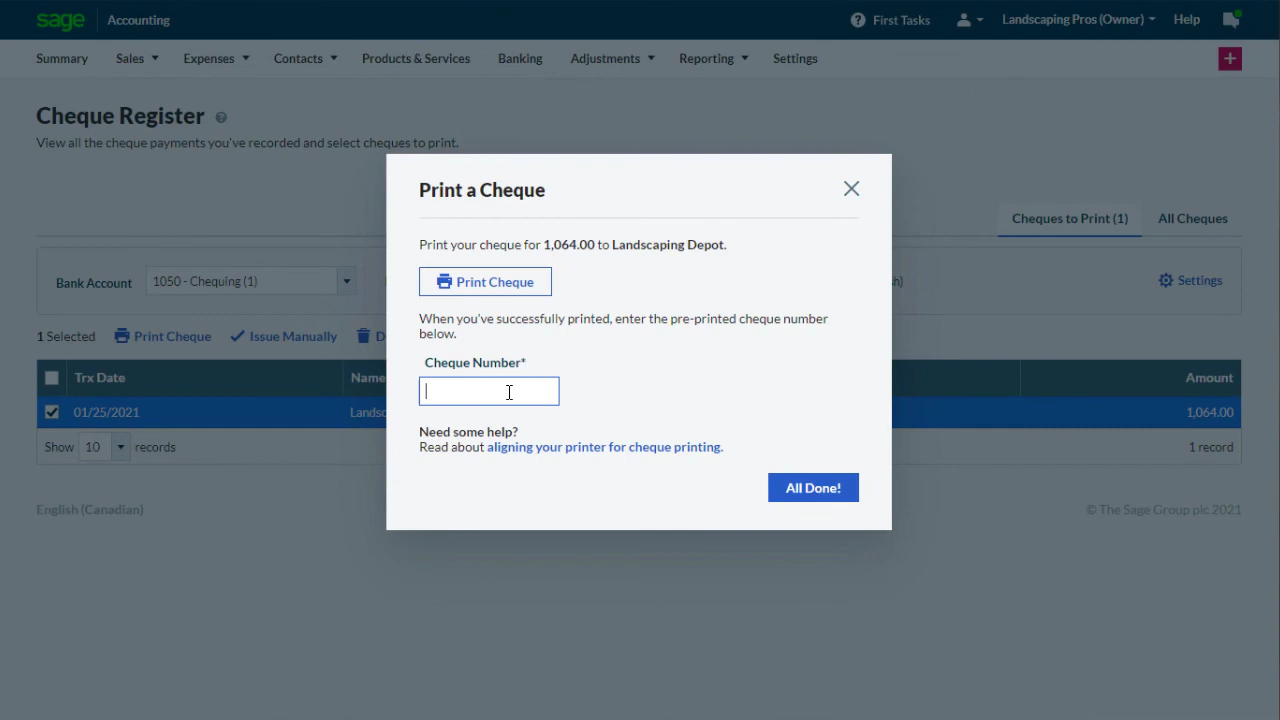 sage Accounting First Tasks Landscaping Pros (Owner) Help
Summary Sales Expenses Contacts Products & Services Banking Adjustments Reporting Settings
Cheque Register
View all the cheque payments you've recorded and select cheques to print.
Cheques to Print (1) All Cheques
Bank Account 1050 - Chequing (1) Settings
1 Selected Print Cheque Issue Manually
Trx Date Name Amount
01/25/2021 1,064.00
Show 10 records 1 record
English (Canadian) © The Sage Group plc 2021
Print a Cheque
Print your cheque for 1,064.00 to Landscaping Depot.
Print Cheque
When you've successfully printed, enter the pre-printed cheque number
below.
Cheque Number*
Need some help?
Read about aligning your printer for cheque printing.
All Done!